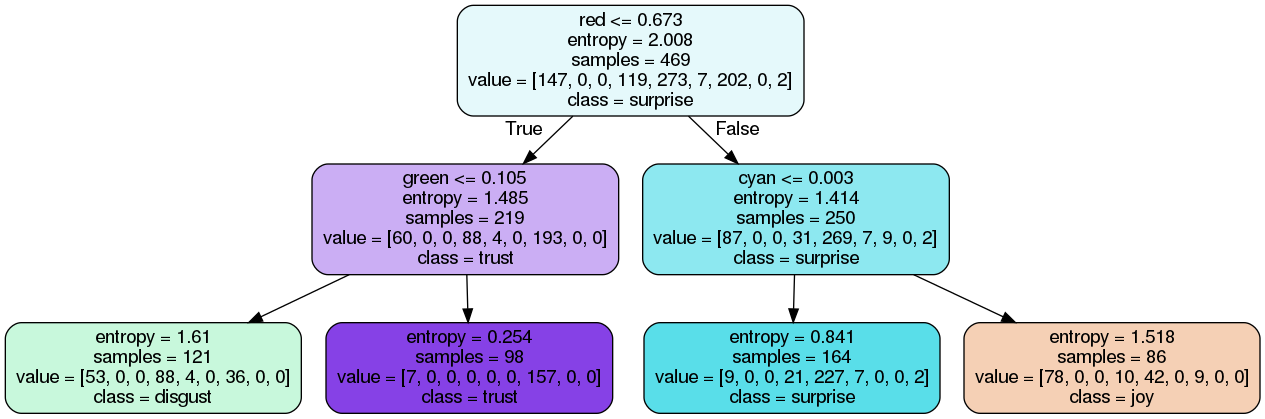 red <= 0.673
entropy = 2.008
samples = 469
value = [147, 0, 0, 119, 273, 7, 202, 0, 2]
class = surprise
True
False
green <= 0.105
entropy = 1.485
samples = 219
value = [60, 0, 0, 88, 4, 0, 193, 0, 0]
class = trust
cyan <= 0.003
entropy = 1.414
samples = 250
value = [87, 0, 0, 31, 269, 7, 9, 0, 2]
class = surprise
entropy = 1.61
samples = 121
value = [53, 0, 0, 88, 4, 0, 36, 0, 0]
class = disgust
entropy = 0.254
samples = 98
value = [7, 0, 0, 0, 0, 0, 157, 0, 0]
class = trust
entropy = 0.841
samples = 164
value = [9, 0, 0, 21, 227, 7, 0, 0, 2]
class = surprise
entropy = 1.518
samples = 86
value = [78, 0, 0, 10, 42, 0, 9, 0, 0]
class = joy